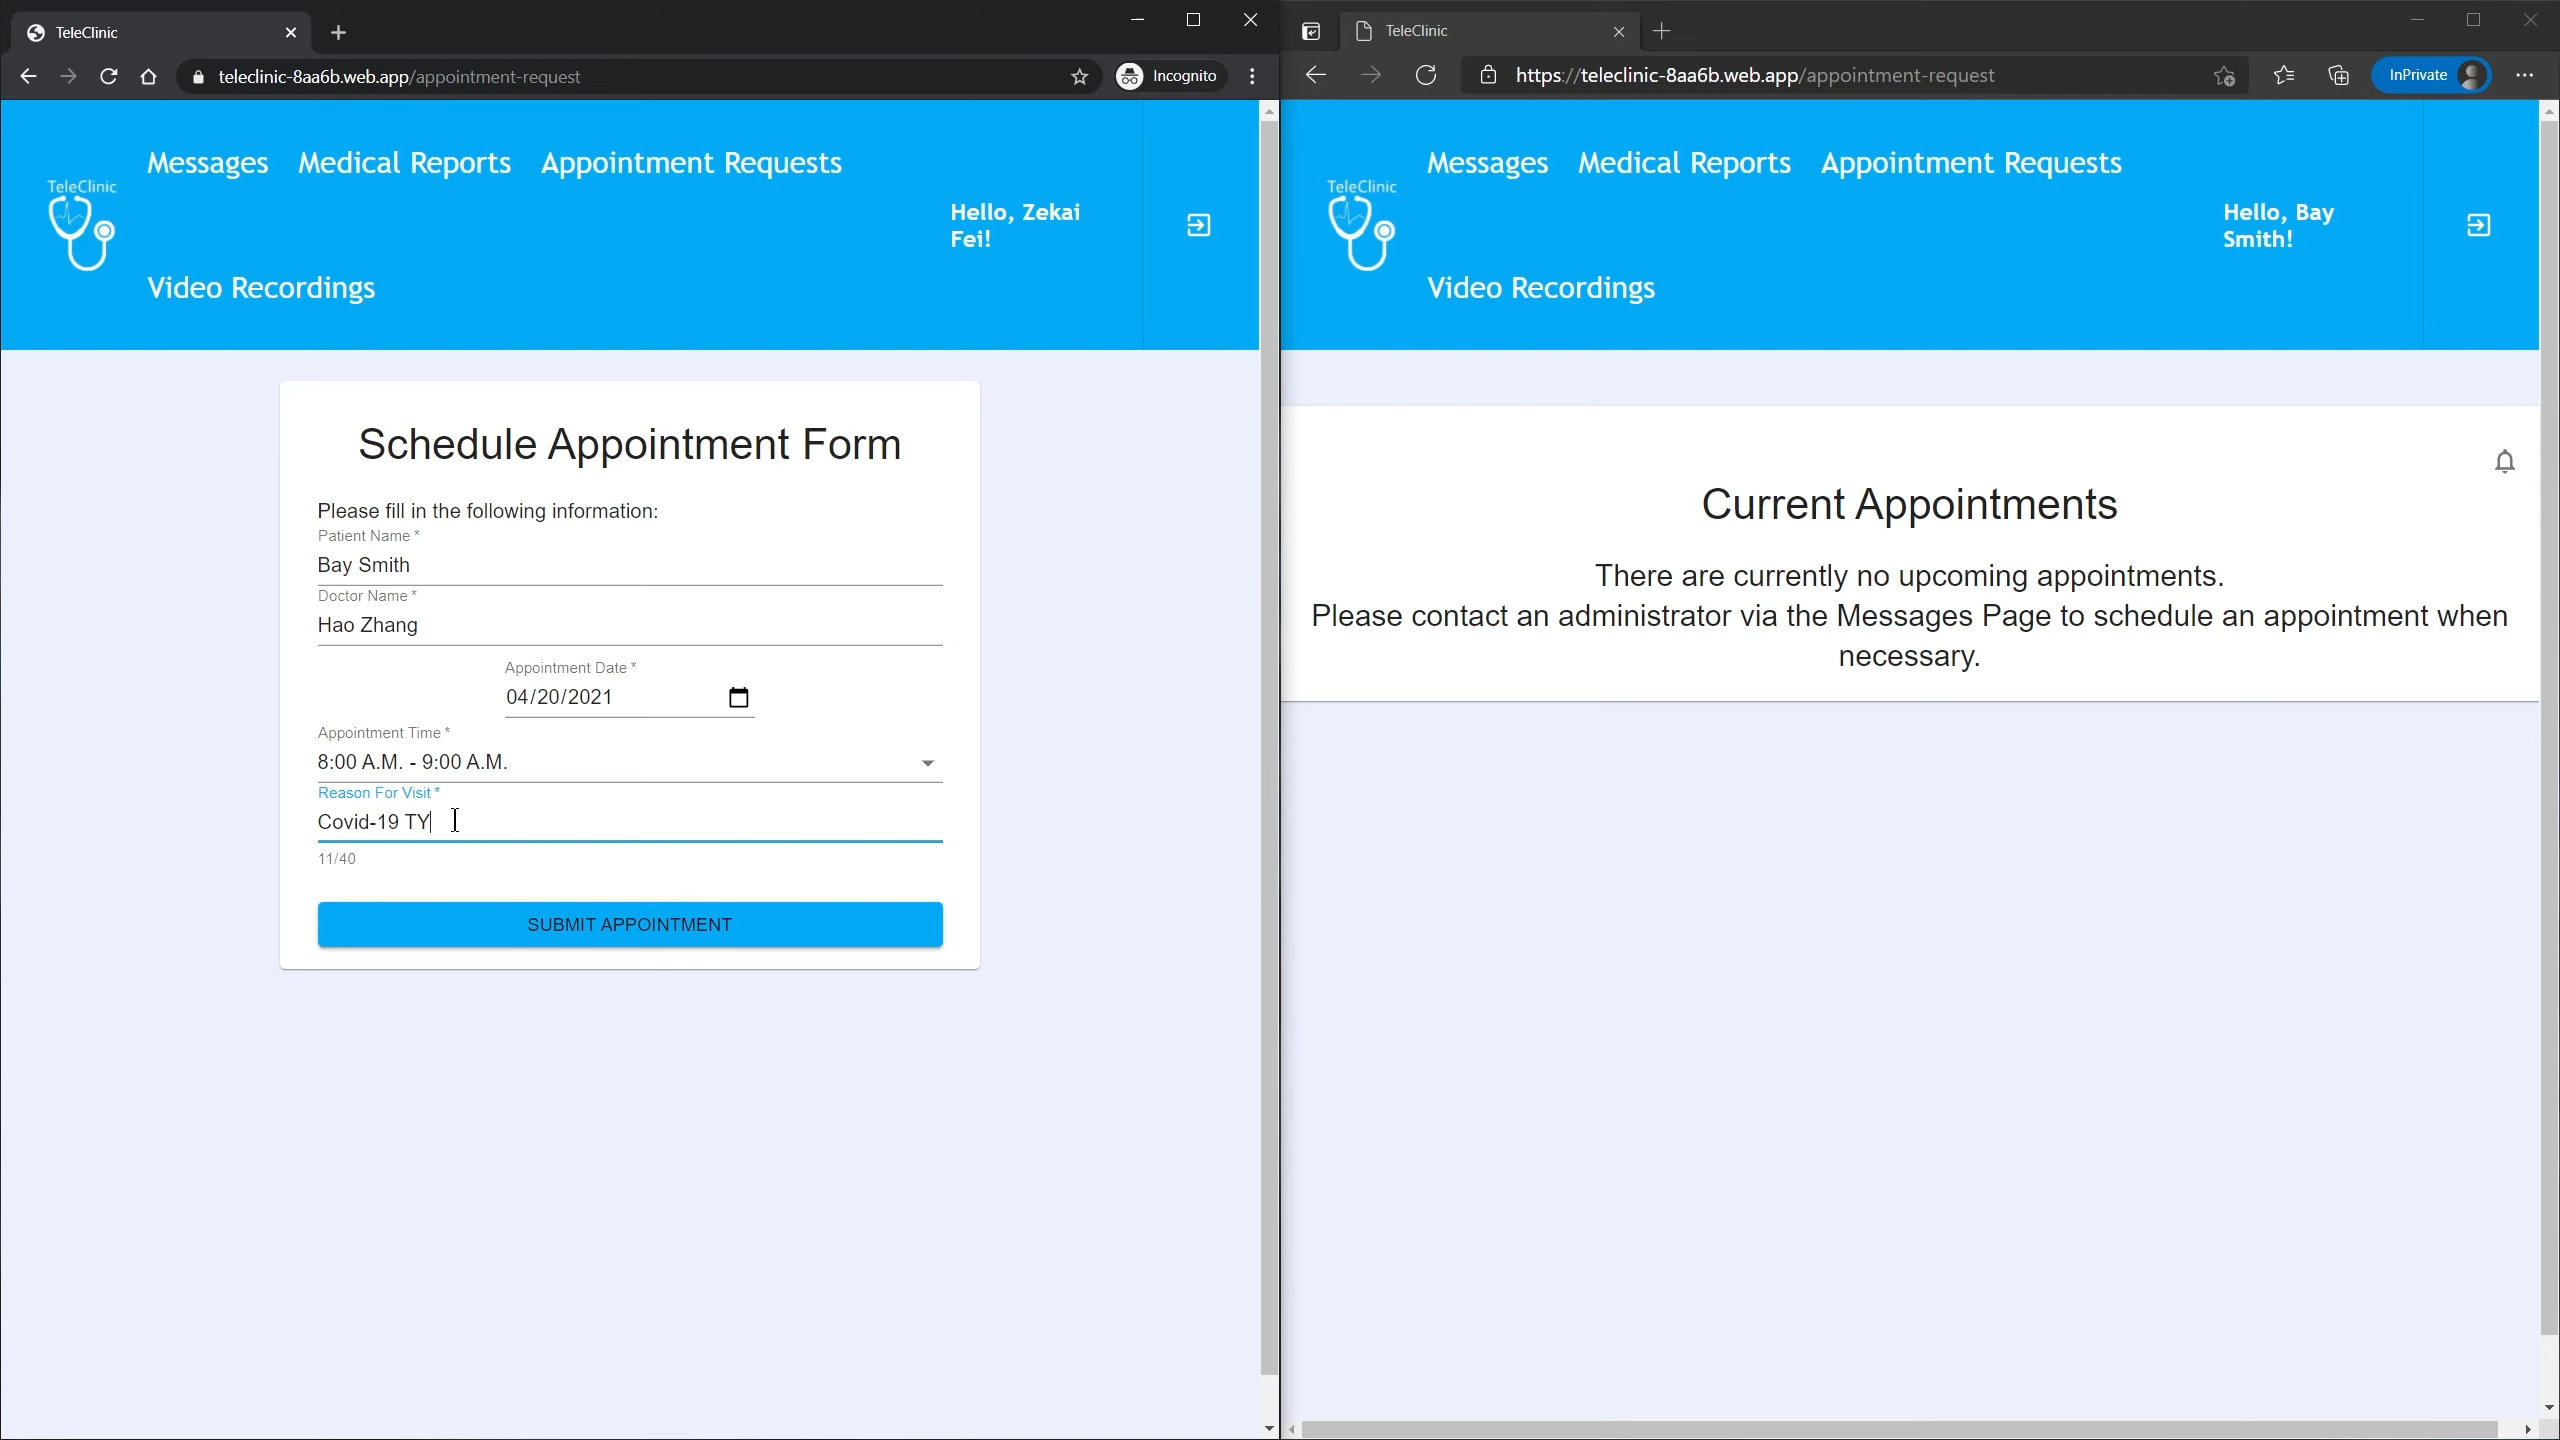 TeleClinic
teleclinic-8aa6b.web.app/appointment-request
Incognito
Messages Medical Reports Appointment Requests
TeleClinic
Hello, Zekai
Fei!
Video Recordings
Schedule Appointment Form
Please fill in the following information:
Patient Name *
Bay Smith
Doctor Name *
Hao Zhang
Appointment Date *
04/20/2021
Appointment Time *
8:00 A.M. - 9:00 A.M.
Reason For Visit *
Covid-19 TY
11/40
SUBMIT APPOINTMENT
TeleClinic
https://teleclinic-8aa6b.web.app/appointment-request
InPrivate
Messages Medical Reports Appointment Requests
TeleClinic
Hello, Bay
Smith!
Video Recordings
Current Appointments
There are currently no upcoming appointments.
Please contact an administrator via the Messages Page to schedule an appointment when
necessary.